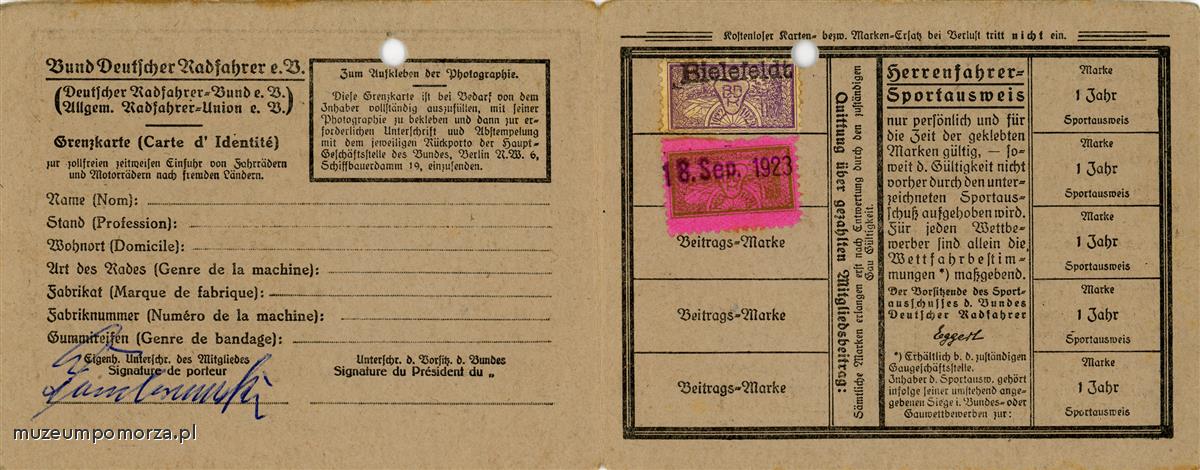 Bund Deutscher Radfahrer e.V.
(Deutscher Radfahrer-Bund e. V.
Allgem. Radfahrer-Union e. V.)
Grenzkarte (Carte d' Identité)
zur zollfreien zeitweisen Einfuhr von Fahrrädern
und Motorrädern nach fremden Ländern.
Zum Aufkleben der Photographie.
Diese Grenzkarte ist bei Bedarf von dem
Inhaber vollständig auszufüllen, mit seiner
Photographie zu bekleben und dann zur er-
forderlichen Unterschrift und Abstempelung
mit dem jeweiligen Rückporto der Haupt-
Geschäftsstelle des Bundes, Berlin N.W. 6,
Schiffbauerdamm 19, einzusenden.
Name (Nom):
Stand (Profession):
Wohnort (Domicile):
Art des Rades (Genre de la machine):
Fabrikat (Marque de fabrique):
Fabriknummer (Numéro de la machine):
Gummireifen (Genre de bandage):
Eigenh. Unterschr. des Mitgliedes
Signature de porteur
Unterschr. d. Vorsitz. d. Bundes
Signature du Président du „
muzeumpomorza.pl
Kostenloser Karten- bezw. Marken-Ersatz bei Verlust tritt nicht ein.
Bielefeldt
BDR
18. Sep. 1923
Beitrags-Marke
Beitrags-Marke
Beitrags-Marke
Quittung über gezahlten Mitgliedsbeitrag:
Sämtliche Marken erlangen erst nach Entwertung durch den zuständigen
Gau Gültigkeit.
Herrenfahrer-
Sportausweis
nur persönlich und für
die Zeit der geklebten
Marken gültig, — so-
weit d. Gültigkeit nicht
vorher durch den unter-
zeichneten Sportaus-
schuß aufgehoben wird.
Für jeden Wettbe-
werber sind allein die
Wettfahrbestim-
mungen *) maßgebend.
Der Vorsitzende des Sport-
ausschusses d. Bundes
Deutscher Radfahrer
Eggert
*) Erhältlich b. d. zuständigen
Gaugeschäftsstelle.
Inhaber d. Sportausw. gehört
infolge seiner umstehend ange-
gebenen Siege i. Bundes- oder
Gauwettbewerben zur:
Marke
1 Jahr
Sportausweis
Marke
1 Jahr
Sportausweis
Marke
1 Jahr
Sportausweis
Marke
1 Jahr
Sportausweis
Marke
1 Jahr
Sportausweis